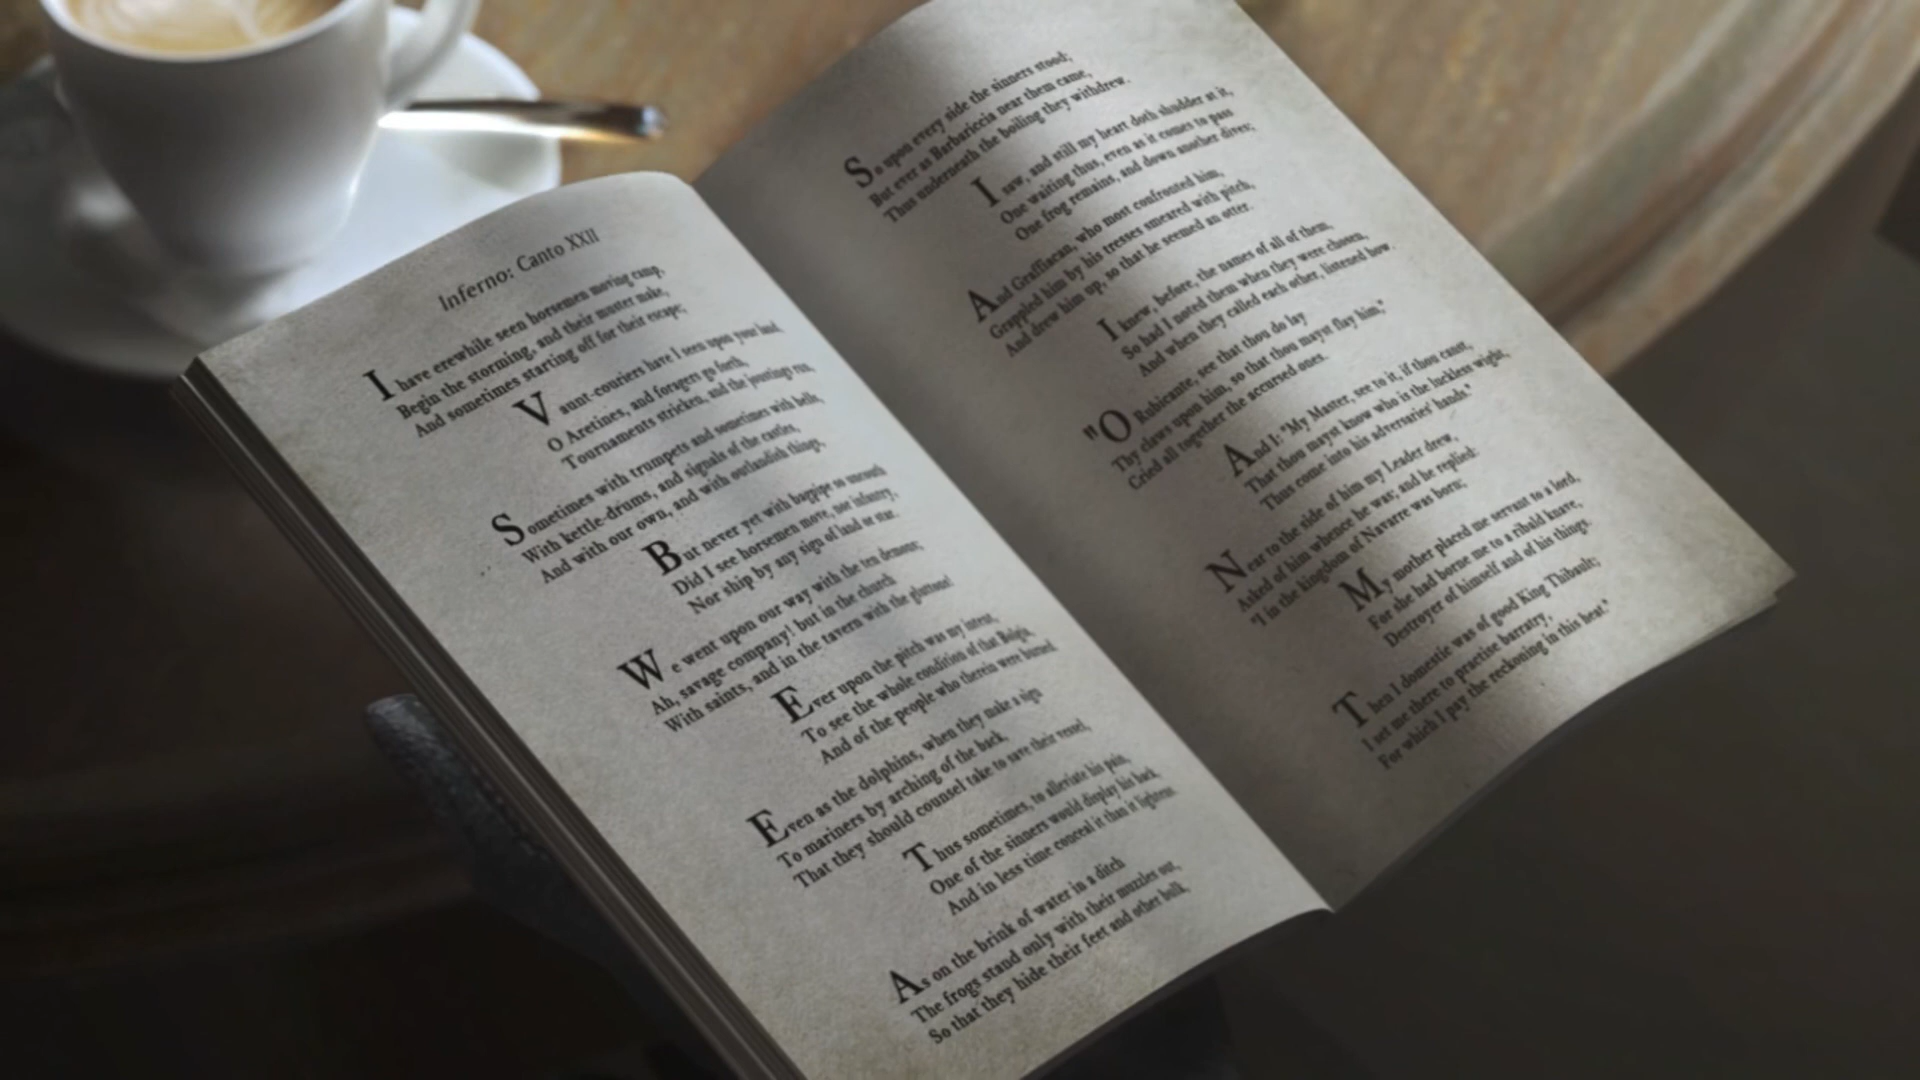 Inferno: Canto XXII
I have erewhile seen horsemen moving camp,
Begin the storming, and their muster make,
And sometimes starting off for their escape;
Vaunt-couriers have I seen upon your land,
O Aretines, and foragers go forth,
Tournaments stricken, and the joustings run,
Sometimes with trumpets and sometimes with bells,
With kettle-drums, and signals of the castles,
And with our own, and with outlandish things,
But never yet with bagpipe so uncouth
Did I see horsemen move, nor infantry,
Nor ship by any sign of land or star.
We went upon our way with the ten demons;
Ah, savage company! but in the church
With saints, and in the tavern with the gluttons!
Ever upon the pitch was my intent,
To see the whole condition of that Bolgia,
And of the people who therein were burned.
Even as the dolphins, when they make a sign
To mariners by arching of the back,
That they should counsel take to save their vessel,
Thus sometimes, to alleviate his pain,
One of the sinners would display his back,
And in less time conceal it than it lightens.
As on the brink of water in a ditch
The frogs stand only with their muzzles out,
So that they hide their feet and other bulk,
So upon every side the sinners stood;
But ever as Barbariccia near them came,
Thus underneath the boiling they withdrew.
I saw, and still my heart doth shudder at it,
One waiting thus, even as it comes to pass
One frog remains, and down another dives;
And Graffiacan, who most confronted him,
Grappled him by his tresses smeared with pitch,
And drew him up, so that he seemed an otter.
I knew, before, the names of all of them,
So had I noted them when they were chosen,
And when they called each other, listened how.
"O Rubicante, see that thou do lay
Thy claws upon him, so that thou mayst flay him,"
Cried all together the accursed ones.
And I: "My Master, see to it, if thou canst,
That thou mayst know who is the luckless wight,
Thus come into his adversaries' hands."
Near to the side of him my Leader drew,
Asked of him whence he was; and he replied:
"I in the kingdom of Navarre was born;
My mother placed me servant to a lord,
For she had borne me to a ribald knave,
Destroyer of himself and of his things.
Then I domestic was of good King Thibault;
I set me there to practise barratry,
For which I pay the reckoning in this heat."